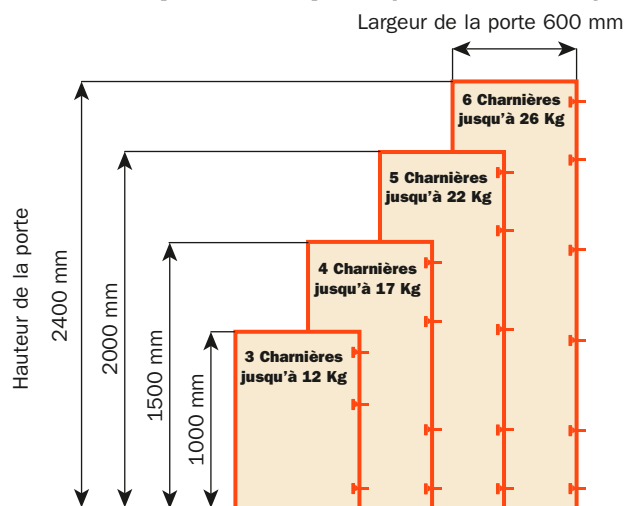 Largeur de la porte 600 mm
6 Charnières
jusqu'à 26 Kg
5 Charnières
jusqu'à 22 Kg
4 Charnières
jusqu'à 17 Kg
3 Charnières
jusqu'à 12 Kg
Hauteur de la porte
2400 mm
2000 mm
1500 mm
1000 mm